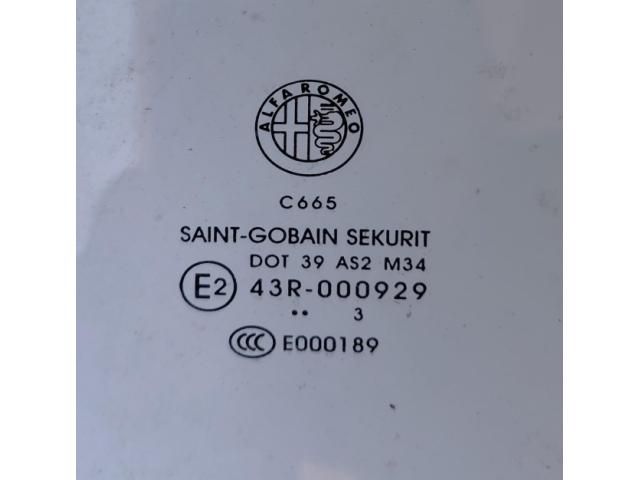 ALFA ROMEO
C665
SAINT-GOBAIN SEKURIT
DOT 39 AS2 M34
E2 43R-000929
•• 3
CCC E000189